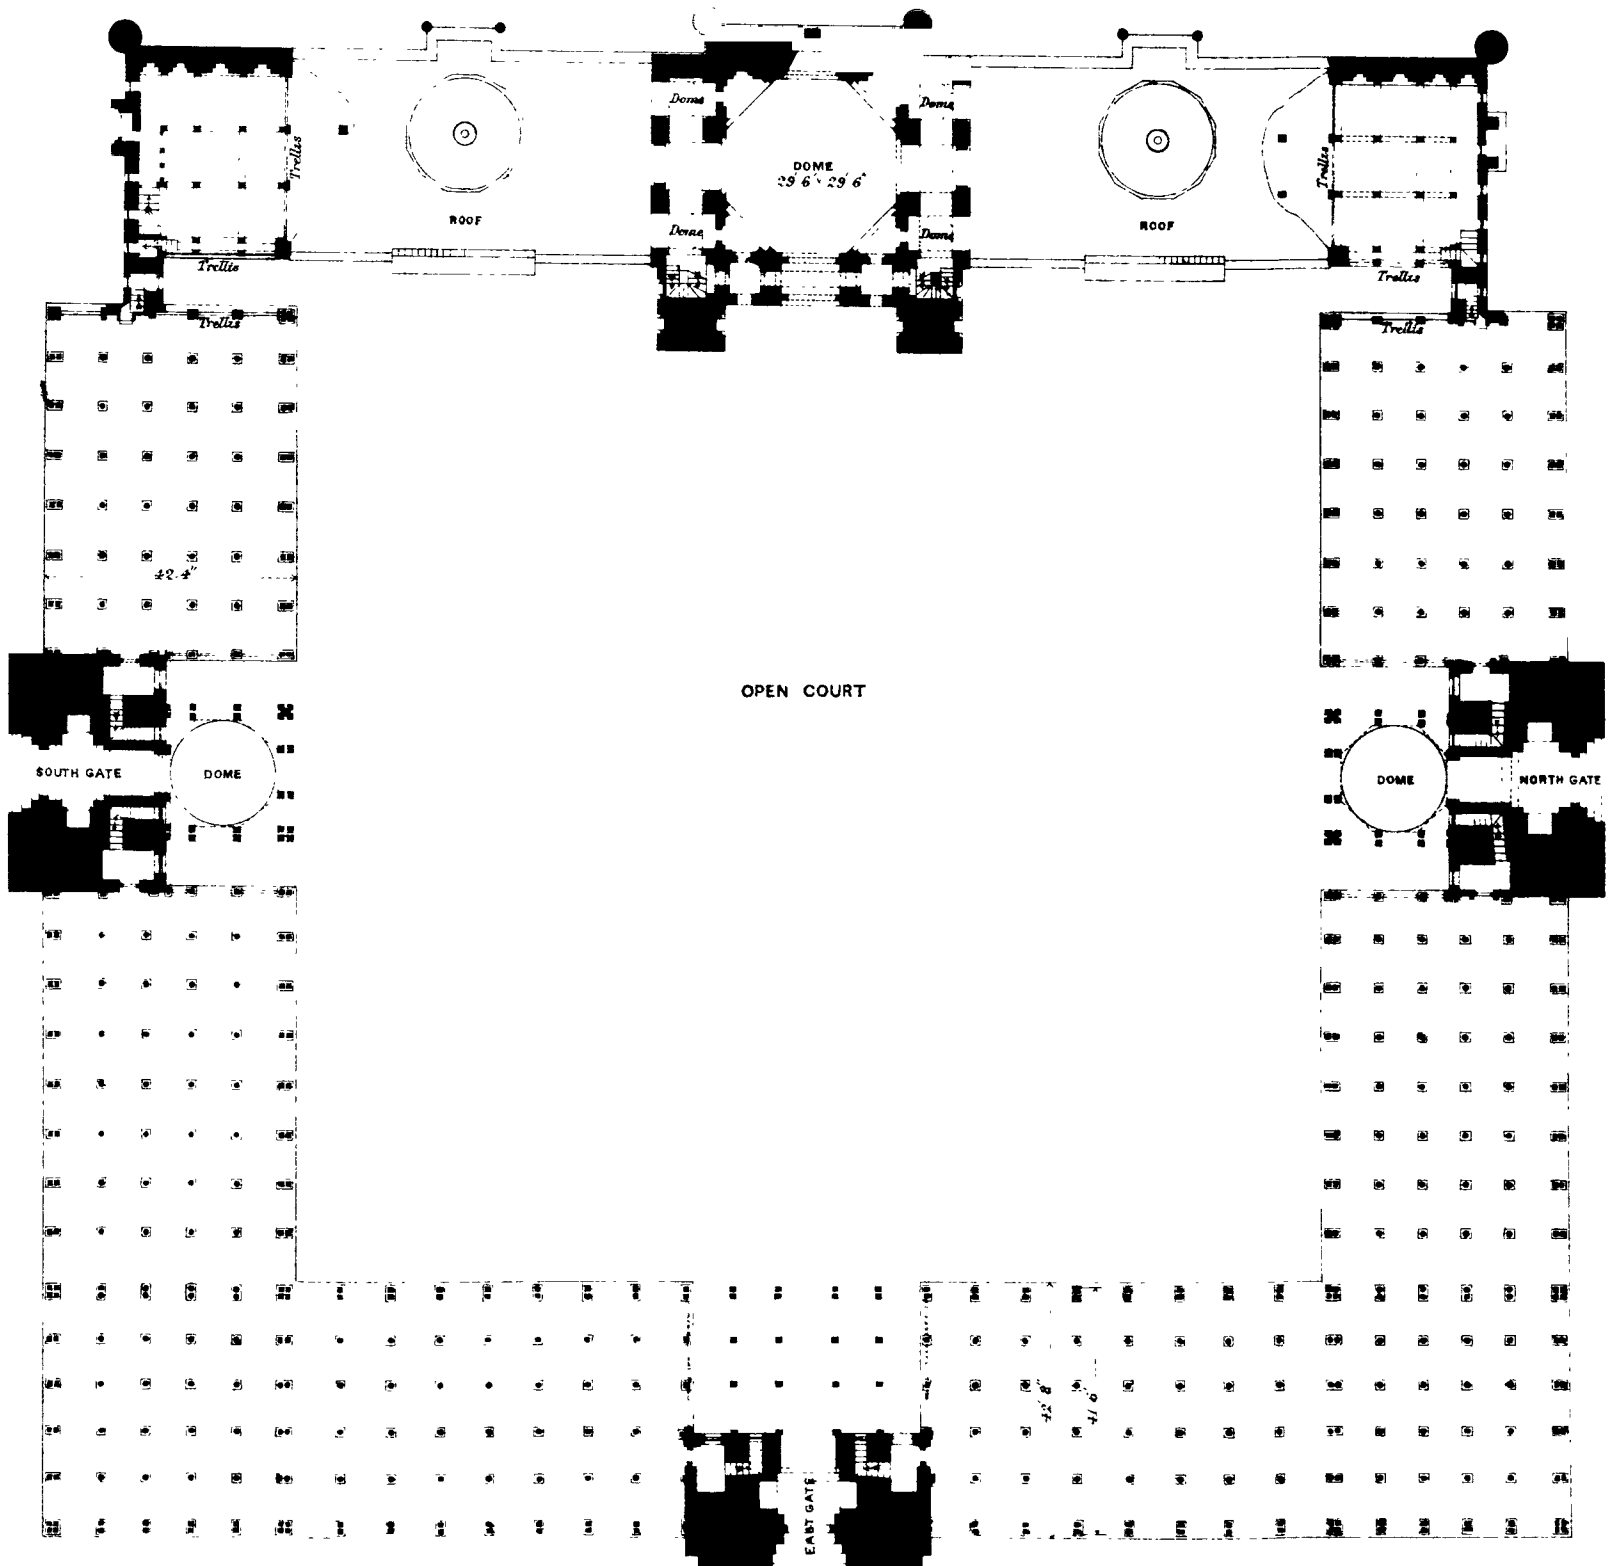 Dome
Dome
DOME
29' 6" × 29' 6"
Trellis
Trellis
ROOF
ROOF
Dome
Dome
Trellis
Trellis
Trellis
Trellis
42.4"
OPEN COURT
SOUTH GATE
DOME
DOME
NORTH GATE
42' 8"
41' 6"
EAST GATE